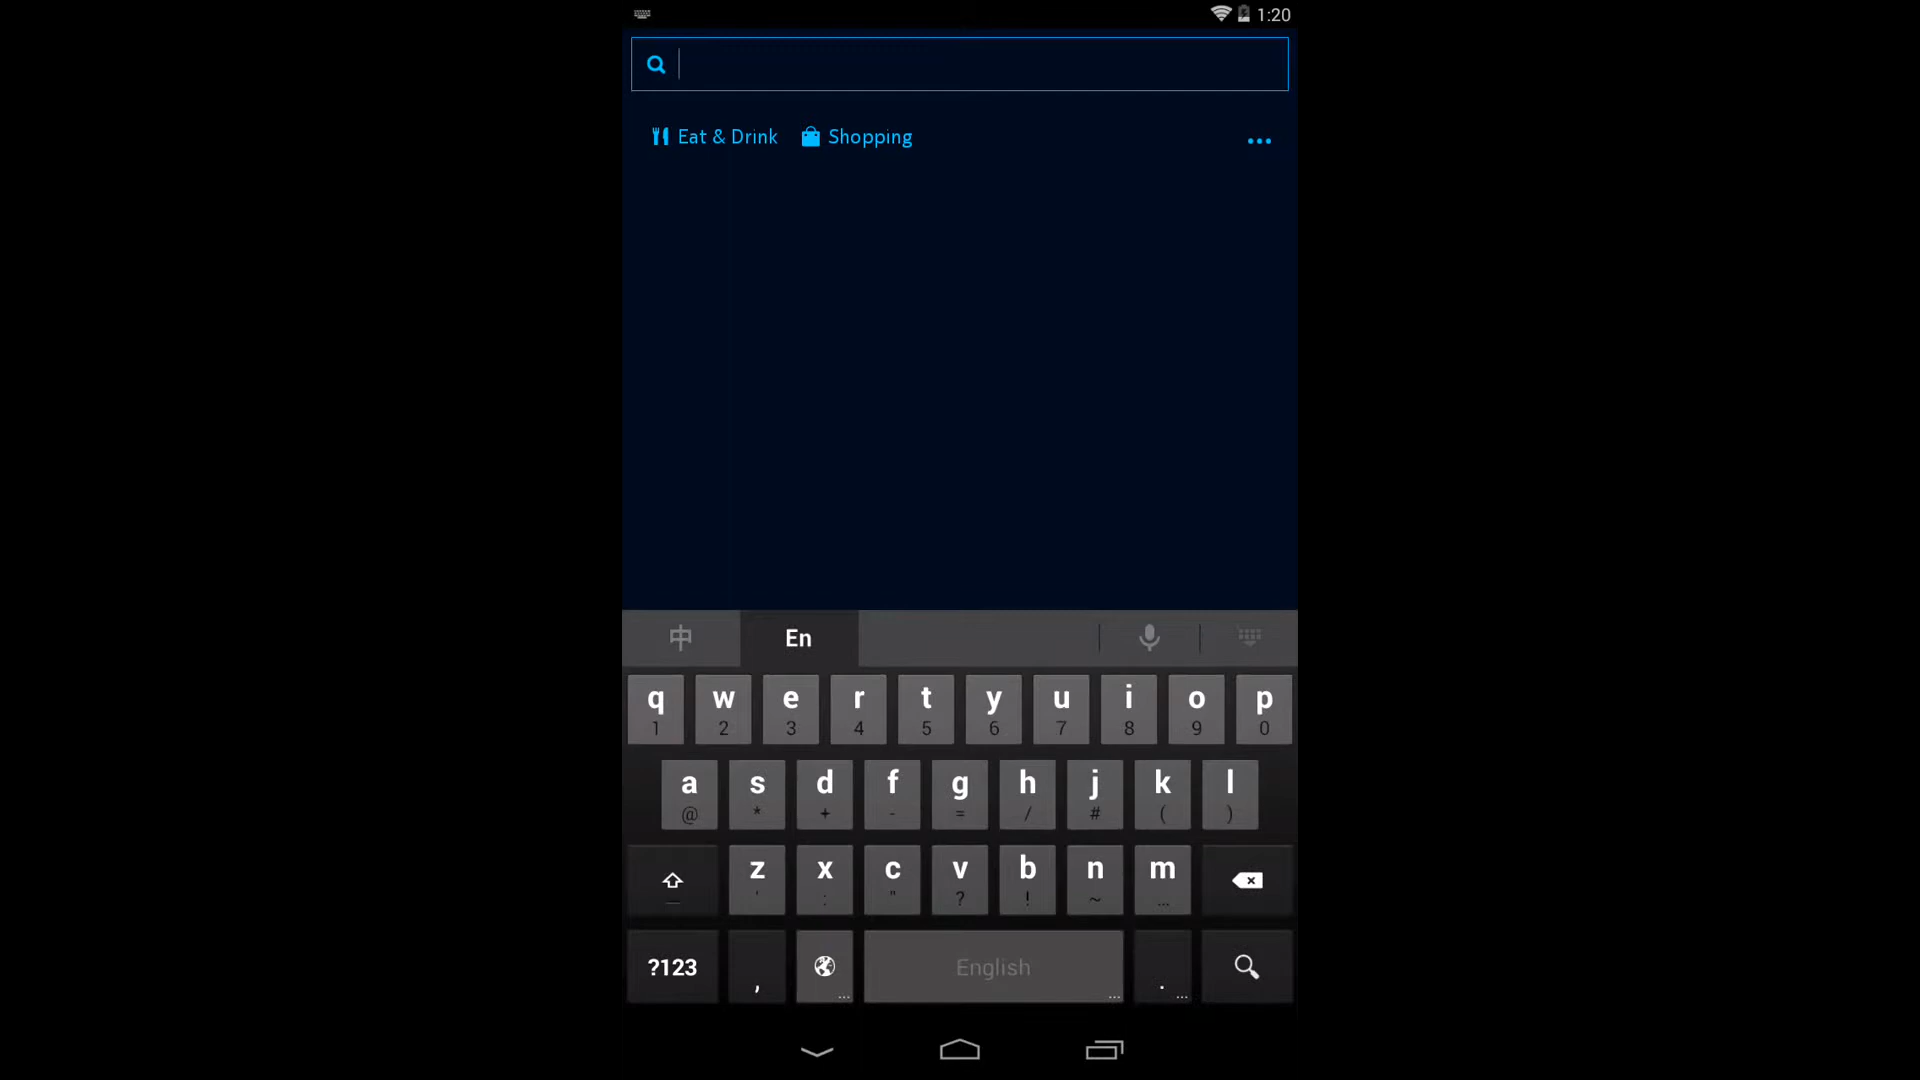 1:20
Eat & Drink Shopping
中 En
q w e r t y u i o p
1 2 3 4 5 6 7 8 9 0
a s d f g h j k l
@ * + - = / # ( )
z x c v b n m
' : " ? ! ~ ...
?123 , English .